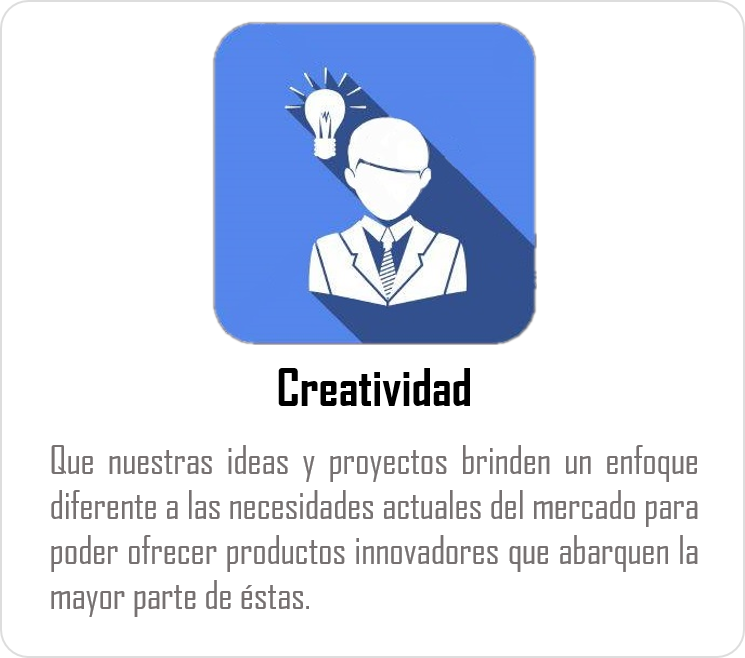 Creatividad
Que nuestras ideas y proyectos brinden un enfoque
diferente a las necesidades actuales del mercado para
poder ofrecer productos innovadores que abarquen la
mayor parte de éstas.